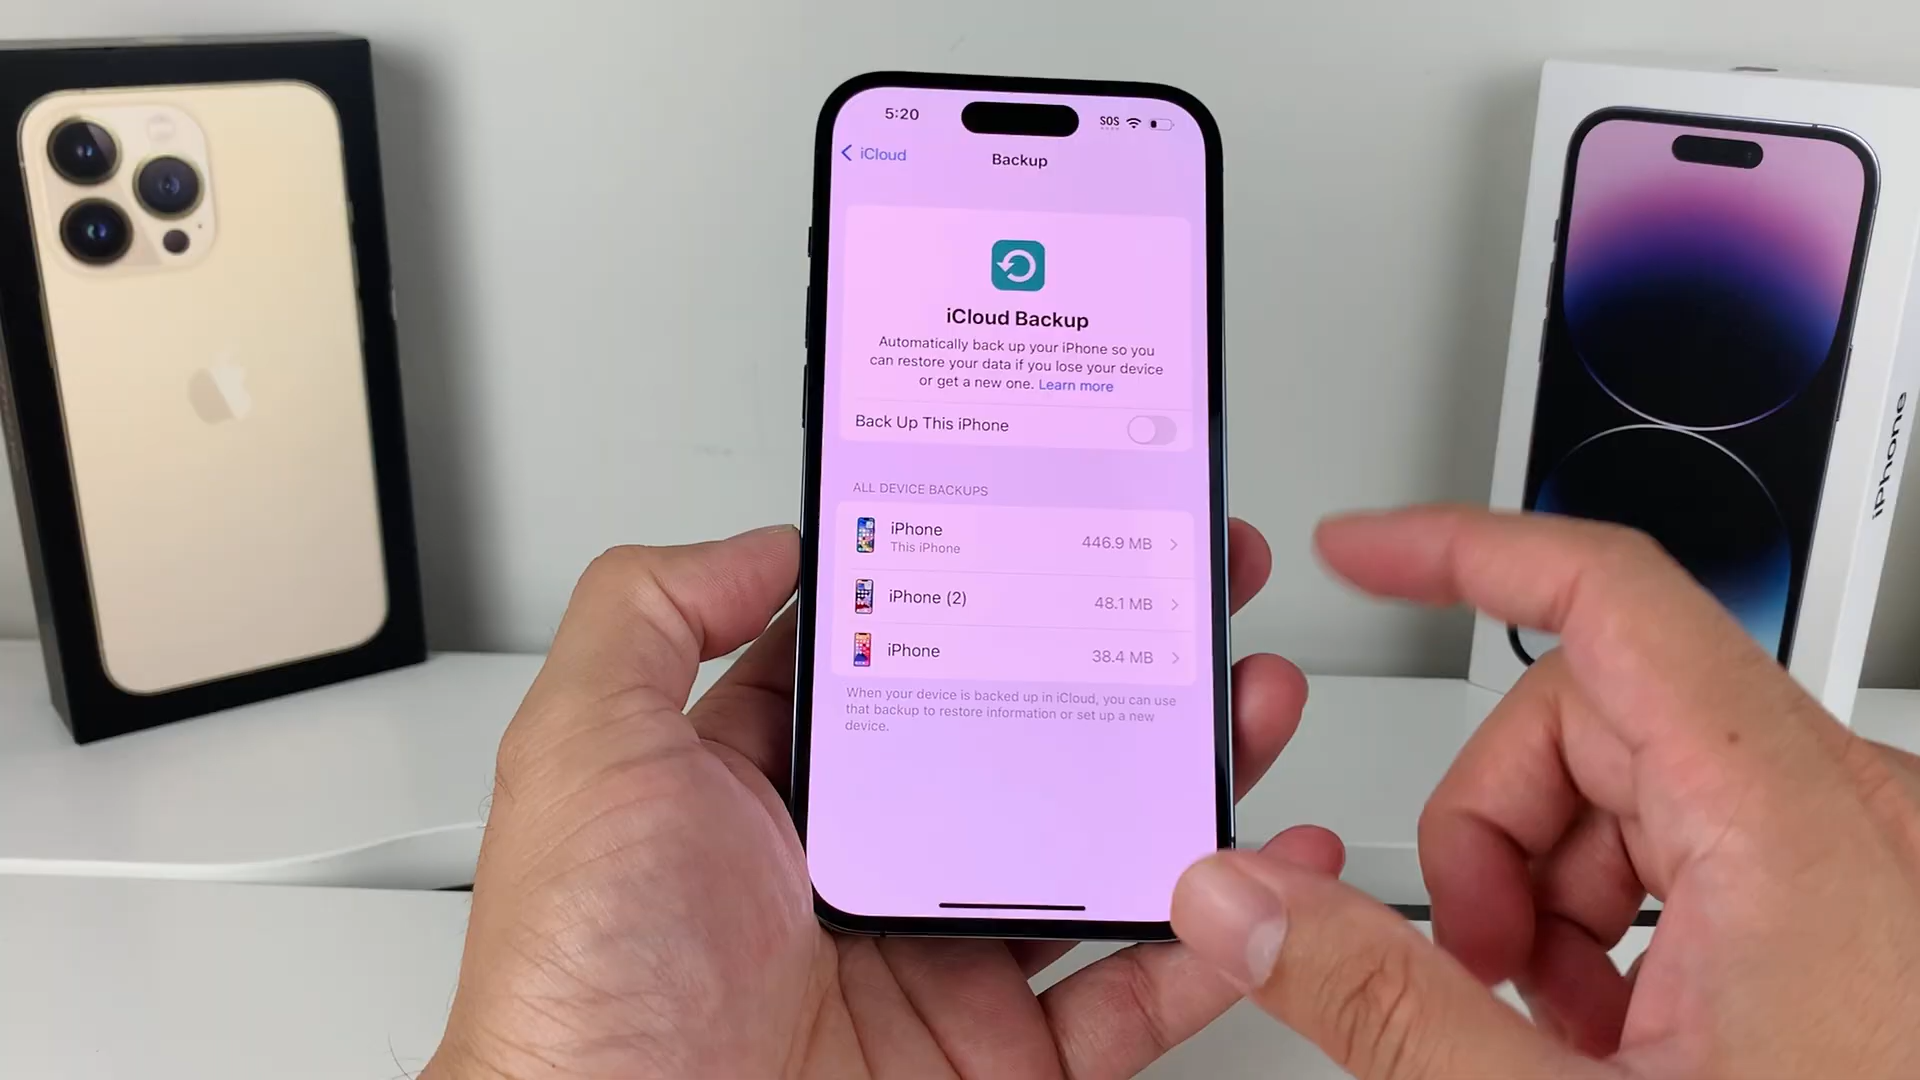 5:20
SOS
iCloud
Backup
iCloud Backup
Automatically back up your iPhone so you
can restore your data if you lose your device
or get a new one. Learn more
Back Up This iPhone
ALL DEVICE BACKUPS
iPhone
This iPhone
446.9 MB
iPhone (2)
48.1 MB
iPhone
38.4 MB
When your device is backed up in iCloud, you can use
that backup to restore information or set up a new
device.
iPhone